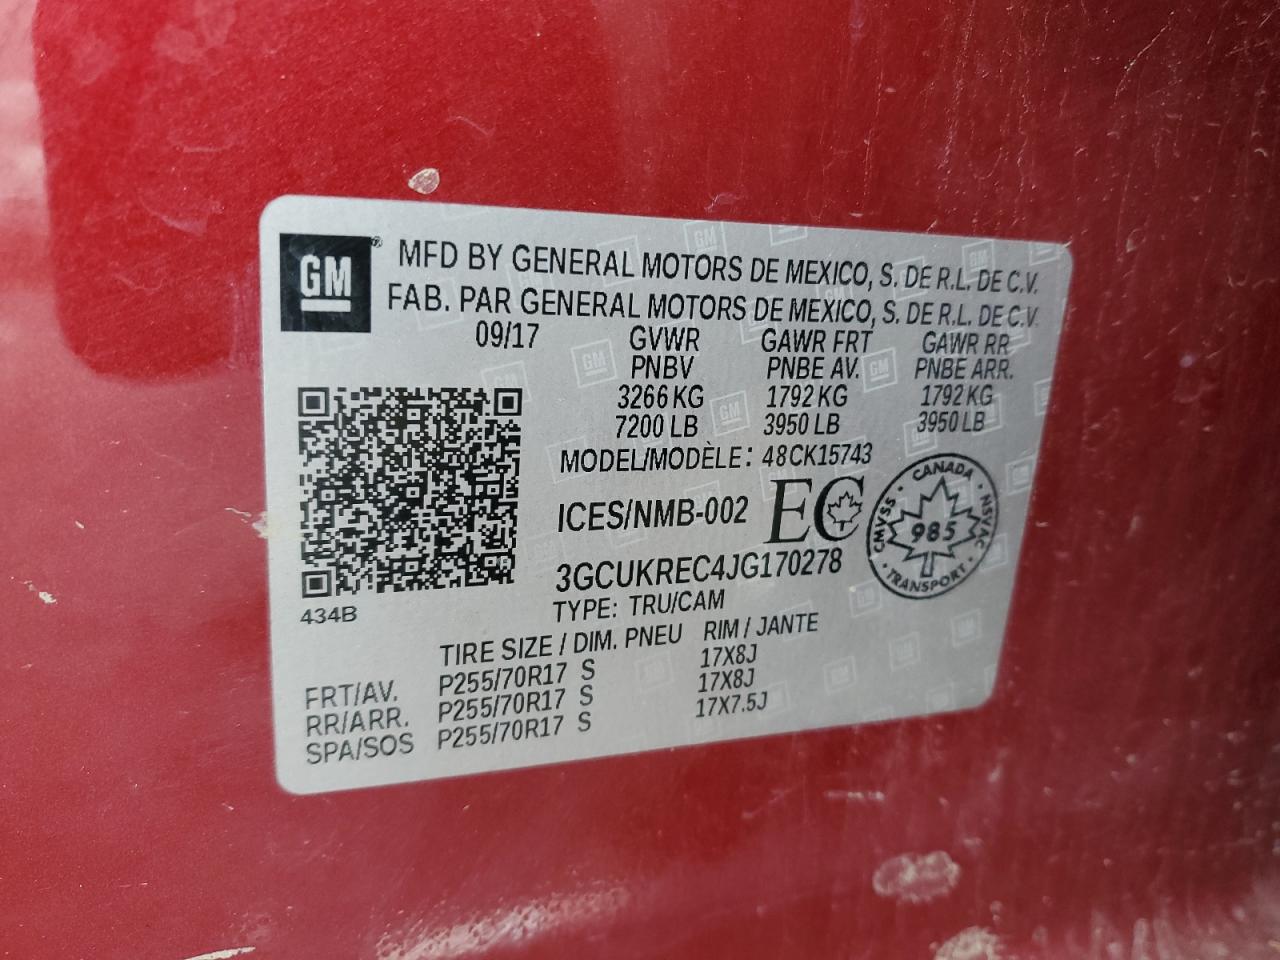 GM ®
MFD BY GENERAL MOTORS DE MEXICO, S. DE R.L. DE C.V.
FAB. PAR GENERAL MOTORS DE MEXICO, S. DE R.L. DE C.V.
09/17 GVWR GAWR FRT GAWR RR
PNBV PNBE AV. PNBE ARR.
3266 KG 1792 KG 1792 KG
7200 LB 3950 LB 3950 LB
MODEL/MODÈLE: 48CK15743
ICES/NMB-002 EC
CANADA
CMVSS 985 NSVAC
TRANSPORT
3GCUKREC4JG170278
434B TYPE: TRU/CAM
TIRE SIZE / DIM. PNEU RIM / JANTE
FRT/AV. P255/70R17 S 17X8J
RR/ARR. P255/70R17 S 17X8J
SPA/SOS P255/70R17 S 17X7.5J